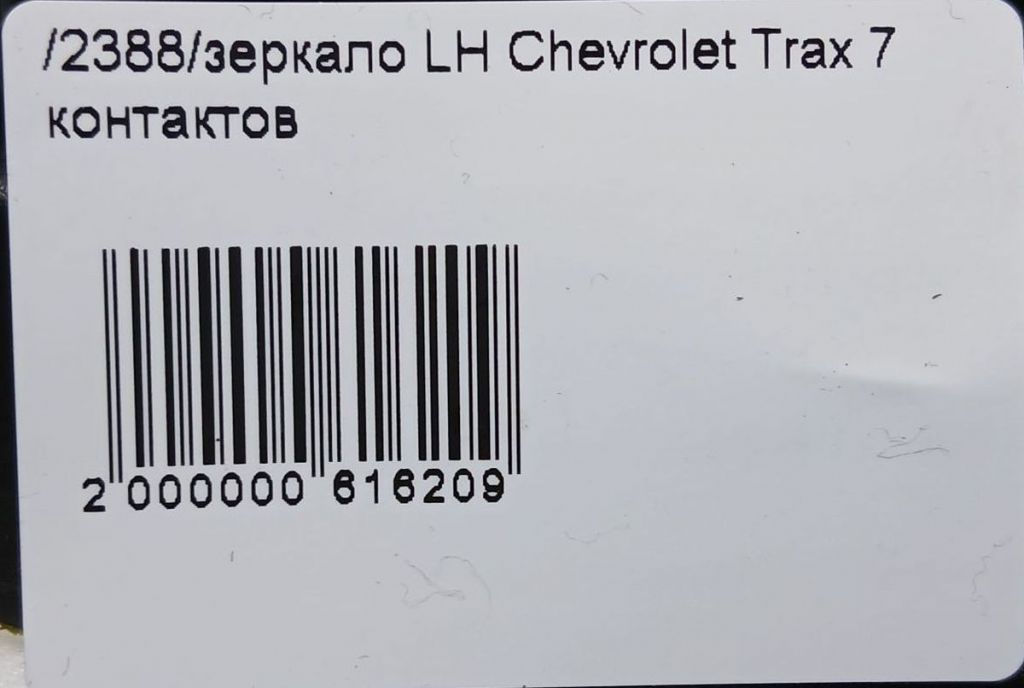 /2388/зеркало LH Chevrolet Trax 7
контактов
2 000000 616209